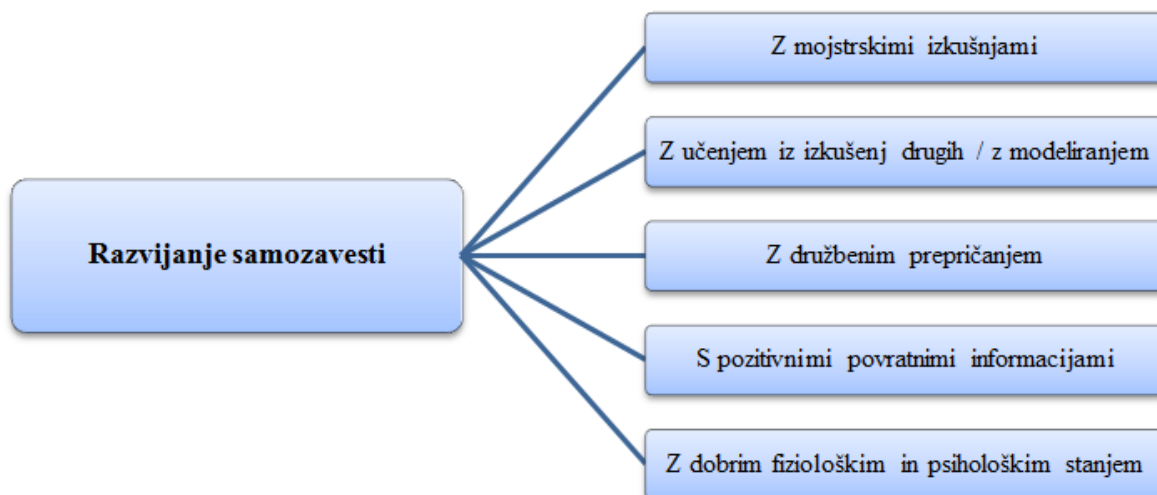 Razvijanje samozavesti
Z mojstrskimi izkušnjami
Z učenjem iz izkušenj drugih / z modeliranjem
Z družbenim prepričanjem
S pozitivnimi povratnimi informacijami
Z dobrim fiziološkim in psihološkim stanjem